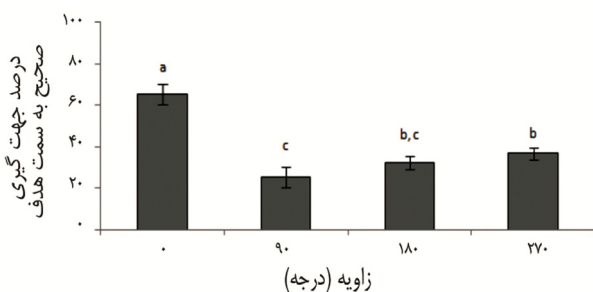 درصد جهت گیری
صحیح به سمت هدف
۱۰۰
۸۰
۶۰
۴۰
۲۰
۰
a
c
b,c
b
۰ ۹۰ ۱۸۰ ۲۷۰
زاویه (درجه)